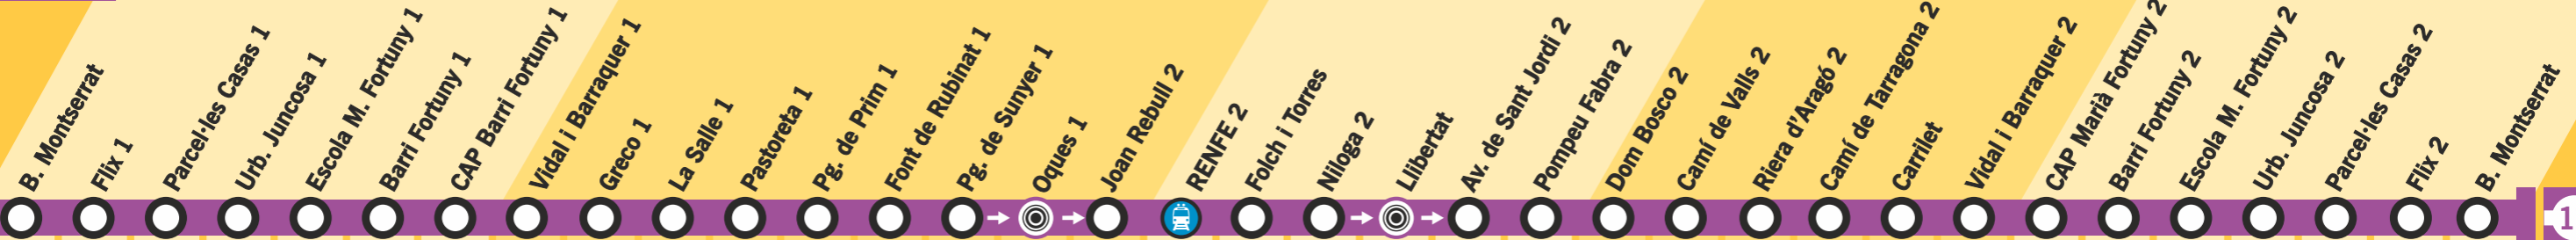 B. Montserrat
Flix 1
Parcel·les Casas 1
Urb. Juncosa 1
Escola M. Fortuny 1
Barri Fortuny 1
CAP Barri Fortuny 1
Vidal i Barraquer 1
Greco 1
La Salle 1
Pastoreta 1
Pg. de Prim 1
Font de Rubinat 1
Pg. de Sunyer 1
Oques 1
Joan Rebull 2
RENFE 2
Folch i Torres
Niloga 2
Llibertat
Av. de Sant Jordi 2
Pompeu Fabra 2
Dom Bosco 2
Camí de Valls 2
Riera d'Aragó 2
Camí de Tarragona 2
Carrilet
Vidal i Barraquer 2
CAP Marià Fortuny 2
Barri Fortuny 2
Escola M. Fortuny 2
Urb. Juncosa 2
Parcel·les Casas 2
Flix 2
B. Montserrat